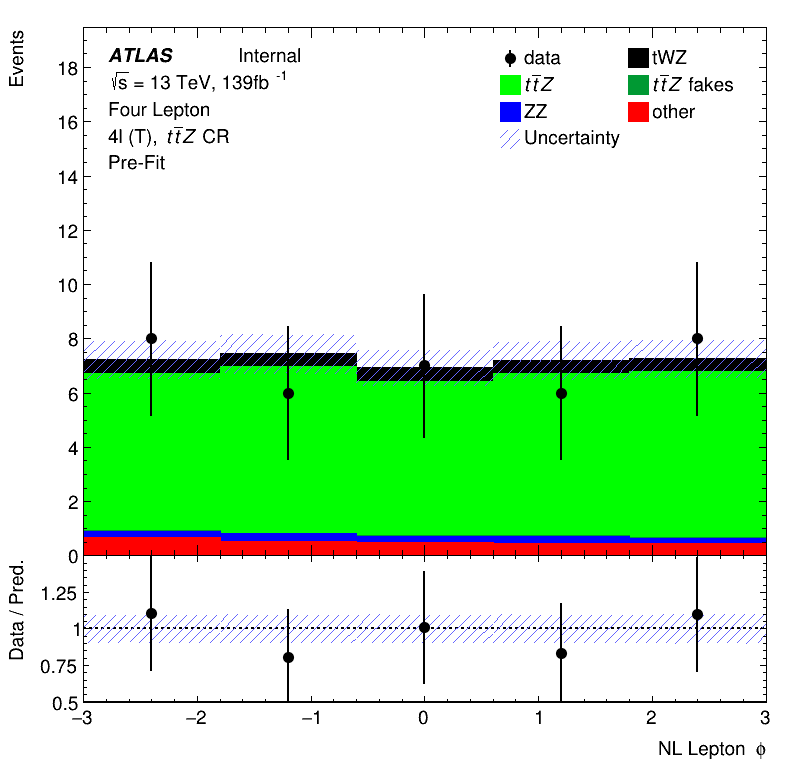 Events
18
16
14
12
10
8
6
4
2
0
ATLAS Internal
√s = 13 TeV, 139fb ⁻¹
Four Lepton
4l (T), tt̅Z CR
Pre-Fit
data
tWZ
tt̅Z
tt̅Z fakes
ZZ
other
Uncertainty
Data / Pred.
1.25
1
0.75
0.5
−3 −2 −1 0 1 2 3
NL Lepton ϕ